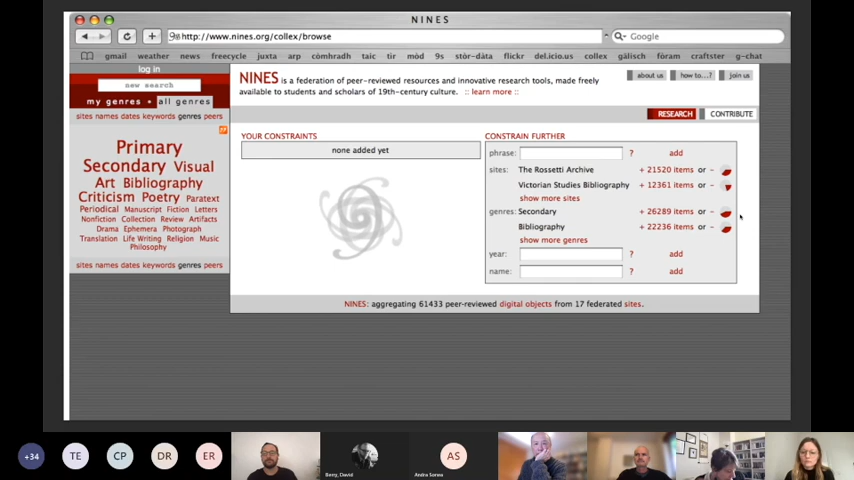 NINES
http://www.nines.org/collex/browse
Google
gmail weather news freecycle juxta arp còmhradh taic tir mòd 9s stòr-dàta flickr del.icio.us collex gàlisch fòram craftster g-chat
log in
new search
my genres • all genres
sites names dates keywords genres peers
Primary
Secondary Visual
Art Bibliography
Criticism Poetry Paratext
Periodical Manuscript Fiction Letters
Nonfiction Collection Review Artifacts
Drama Ephemera Photograph
Translation Life Writing Religion Music
Philosophy
sites names dates keywords genres peers
NINES is a federation of peer-reviewed resources and innovative research tools, made freely
available to students and scholars of 19th-century culture. :: learn more ::
about us how to...? join us
RESEARCH CONTRIBUTE
YOUR CONSTRAINTS
none added yet
CONSTRAIN FURTHER
phrase: ? add
sites: The Rossetti Archive + 21520 items or -
Victorian Studies Bibliography + 12361 items or -
show more sites
genres: Secondary + 26289 items or -
Bibliography + 22236 items or -
show more genres
year: ? add
name: ? add
NINES: aggregating 61433 peer-reviewed digital objects from 17 federated sites.
+34 TE CP DR ER AS
Berry, David